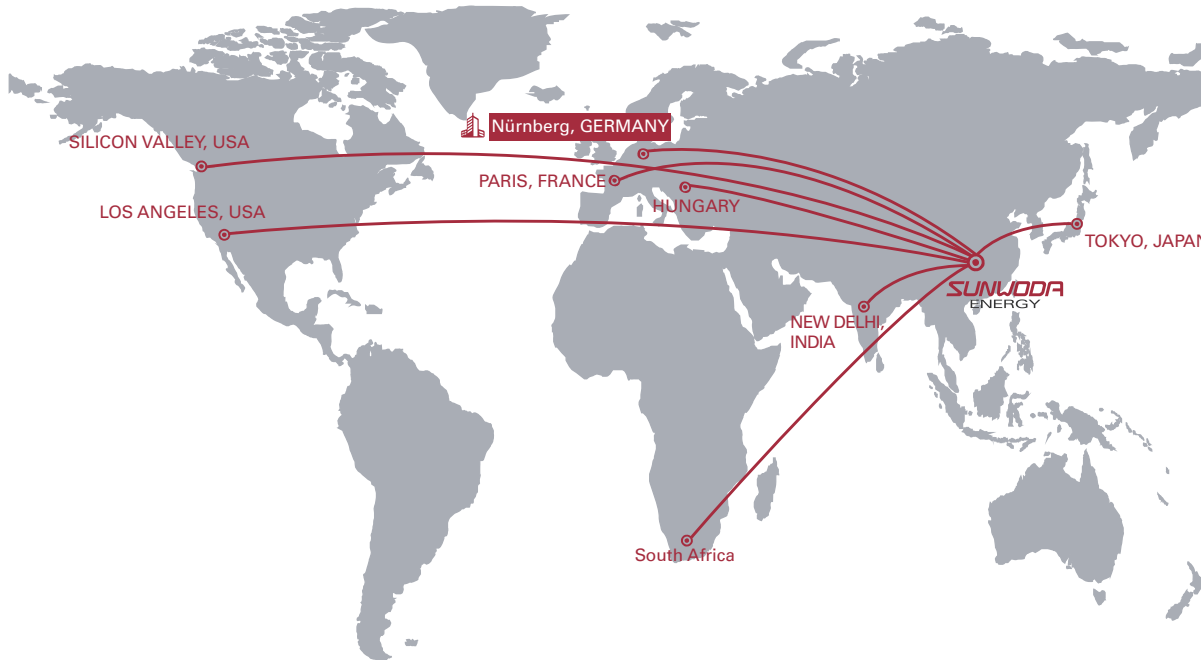 Nürnberg, GERMANY
SILICON VALLEY, USA
PARIS, FRANCE
HUNGARY
LOS ANGELES, USA
TOKYO, JAPAN
SUNWODA
ENERGY
NEW DELHI,
INDIA
South Africa